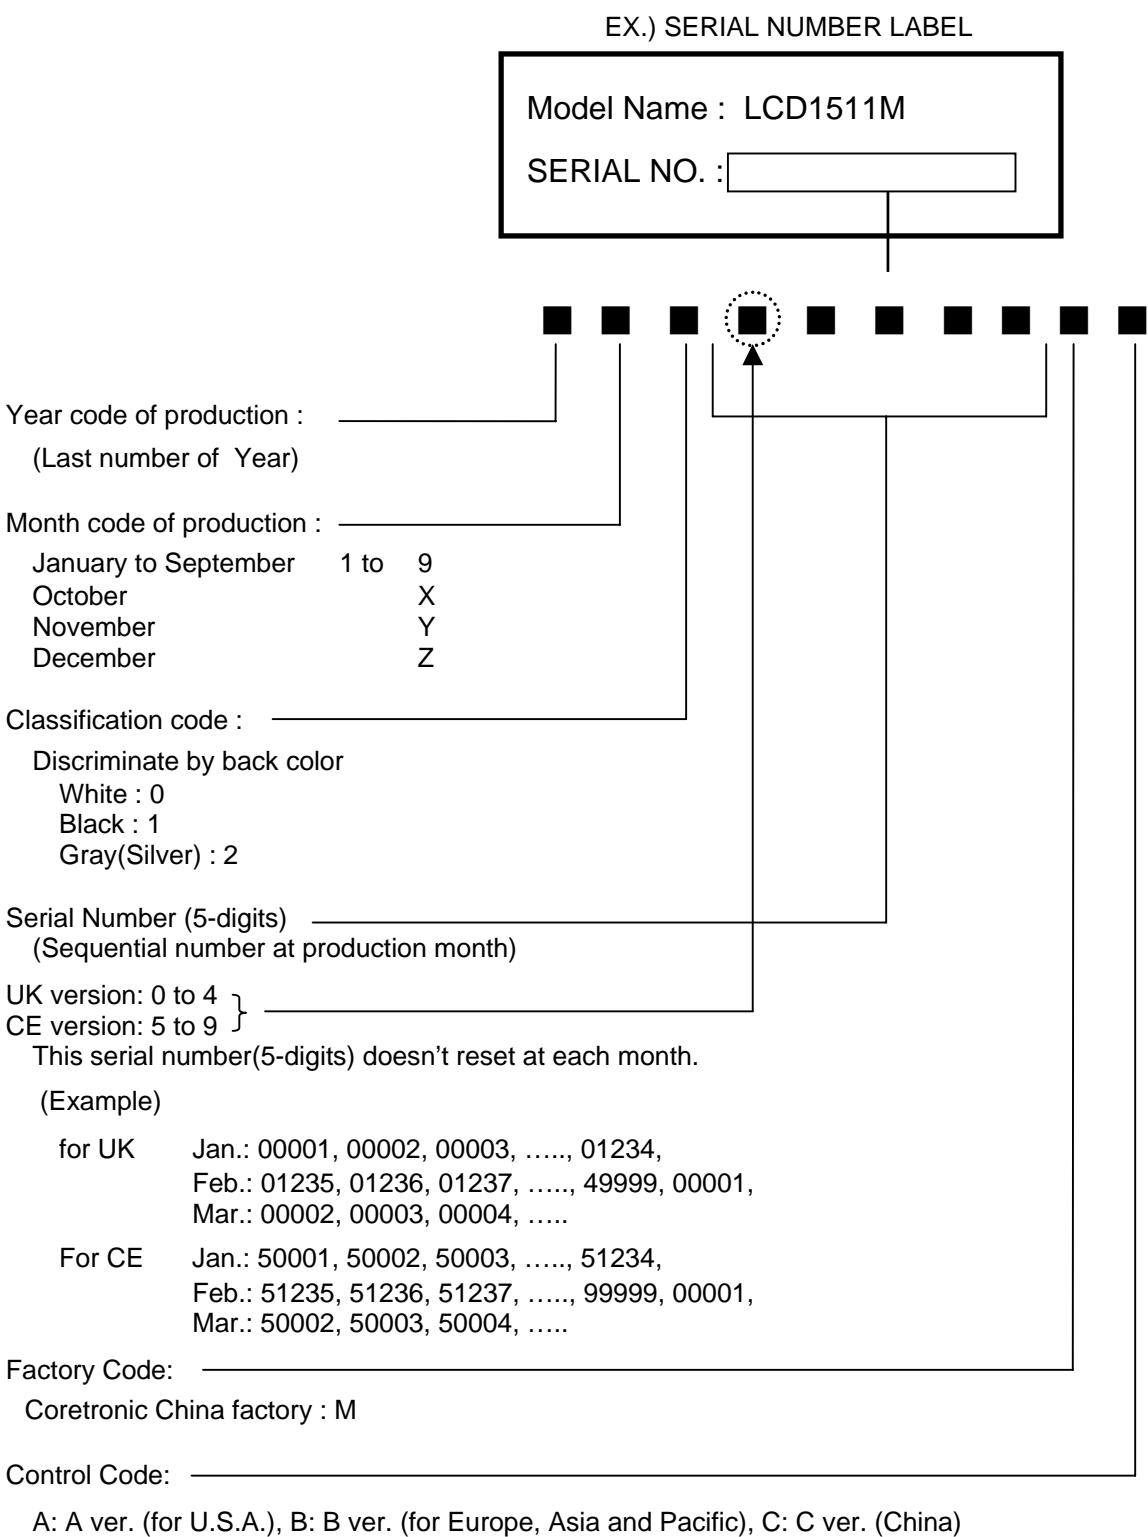 EX.) SERIAL NUMBER LABEL
Model Name : LCD1511M
SERIAL NO. :
Year code of production :
(Last number of Year)
Month code of production :
January to September 1 to 9
October X
November Y
December Z
Classification code :
Discriminate by back color
White : 0
Black : 1
Gray(Silver) : 2
Serial Number (5-digits)
(Sequential number at production month)
UK version: 0 to 4
CE version: 5 to 9
This serial number(5-digits) doesn’t reset at each month.
(Example)
for UK Jan.: 00001, 00002, 00003, ….., 01234,
Feb.: 01235, 01236, 01237, ….., 49999, 00001,
Mar.: 00002, 00003, 00004, …..
For CE Jan.: 50001, 50002, 50003, ….., 51234,
Feb.: 51235, 51236, 51237, ….., 99999, 00001,
Mar.: 50002, 50003, 50004, …..
Factory Code:
Coretronic China factory : M
Control Code:
A: A ver. (for U.S.A.), B: B ver. (for Europe, Asia and Pacific), C: C ver. (China)